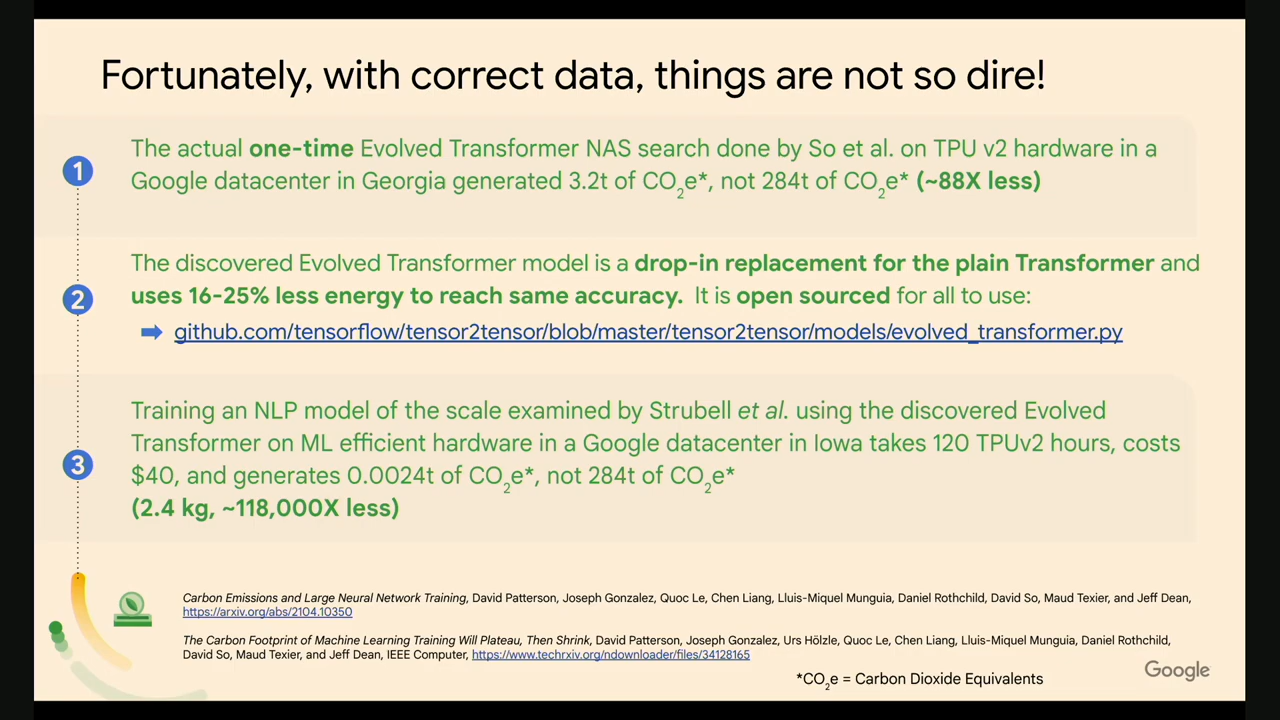 Fortunately, with correct data, things are not so dire!
1
The actual one-time Evolved Transformer NAS search done by So et al. on TPU v2 hardware in a
Google datacenter in Georgia generated 3.2t of CO2e*, not 284t of CO2e* (~88X less)
2
The discovered Evolved Transformer model is a drop-in replacement for the plain Transformer and
uses 16-25% less energy to reach same accuracy. It is open sourced for all to use:
➡ github.com/tensorflow/tensor2tensor/blob/master/tensor2tensor/models/evolved_transformer.py
3
Training an NLP model of the scale examined by Strubell et al. using the discovered Evolved
Transformer on ML efficient hardware in a Google datacenter in Iowa takes 120 TPUv2 hours, costs
$40, and generates 0.0024t of CO2e*, not 284t of CO2e*
(2.4 kg, ~118,000X less)
Carbon Emissions and Large Neural Network Training, David Patterson, Joseph Gonzalez, Quoc Le, Chen Liang, Lluis-Miquel Munguia, Daniel Rothchild, David So, Maud Texier, and Jeff Dean,
https://arxiv.org/abs/2104.10350
The Carbon Footprint of Machine Learning Training Will Plateau, Then Shrink, David Patterson, Joseph Gonzalez, Urs Hölzle, Quoc Le, Chen Liang, Lluis-Miquel Munguia, Daniel Rothchild,
David So, Maud Texier, and Jeff Dean, IEEE Computer, https://www.techrxiv.org/ndownloader/files/34128165
*CO2e = Carbon Dioxide Equivalents
Google